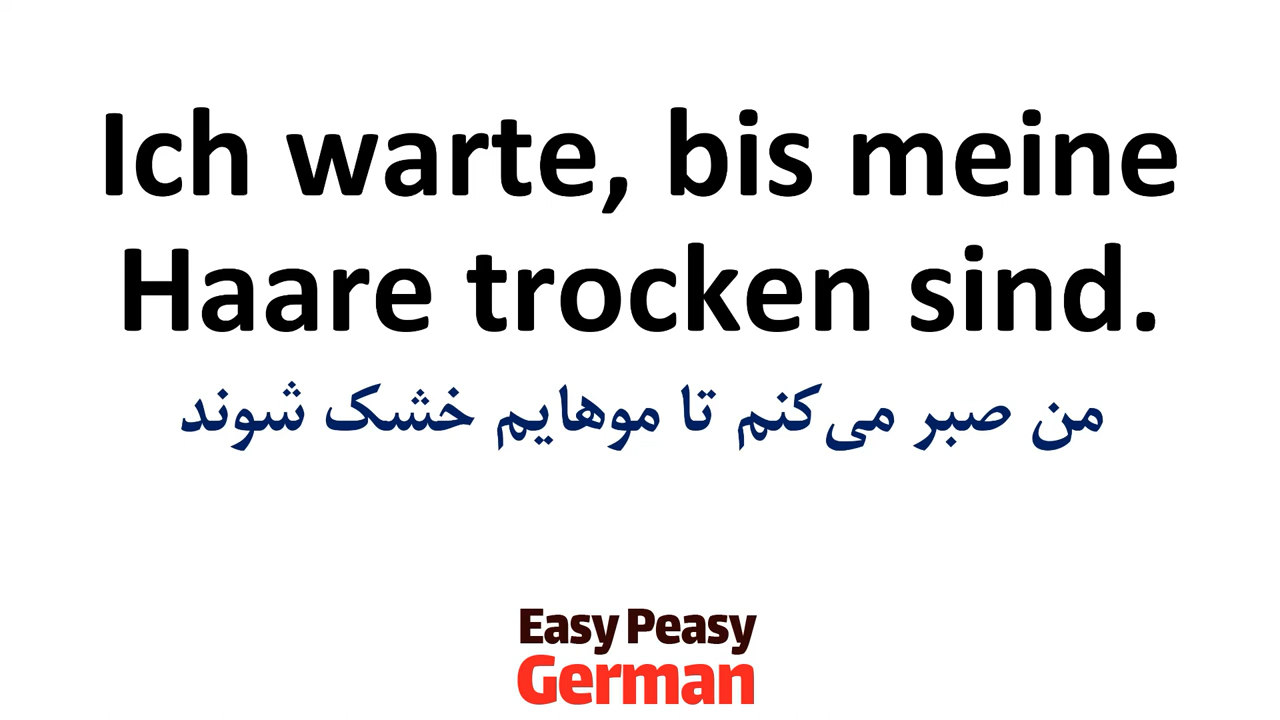 Ich warte, bis meine
Haare trocken sind.
من صبر می‌کنم تا موهایم خشک شوند
Easy Peasy
German